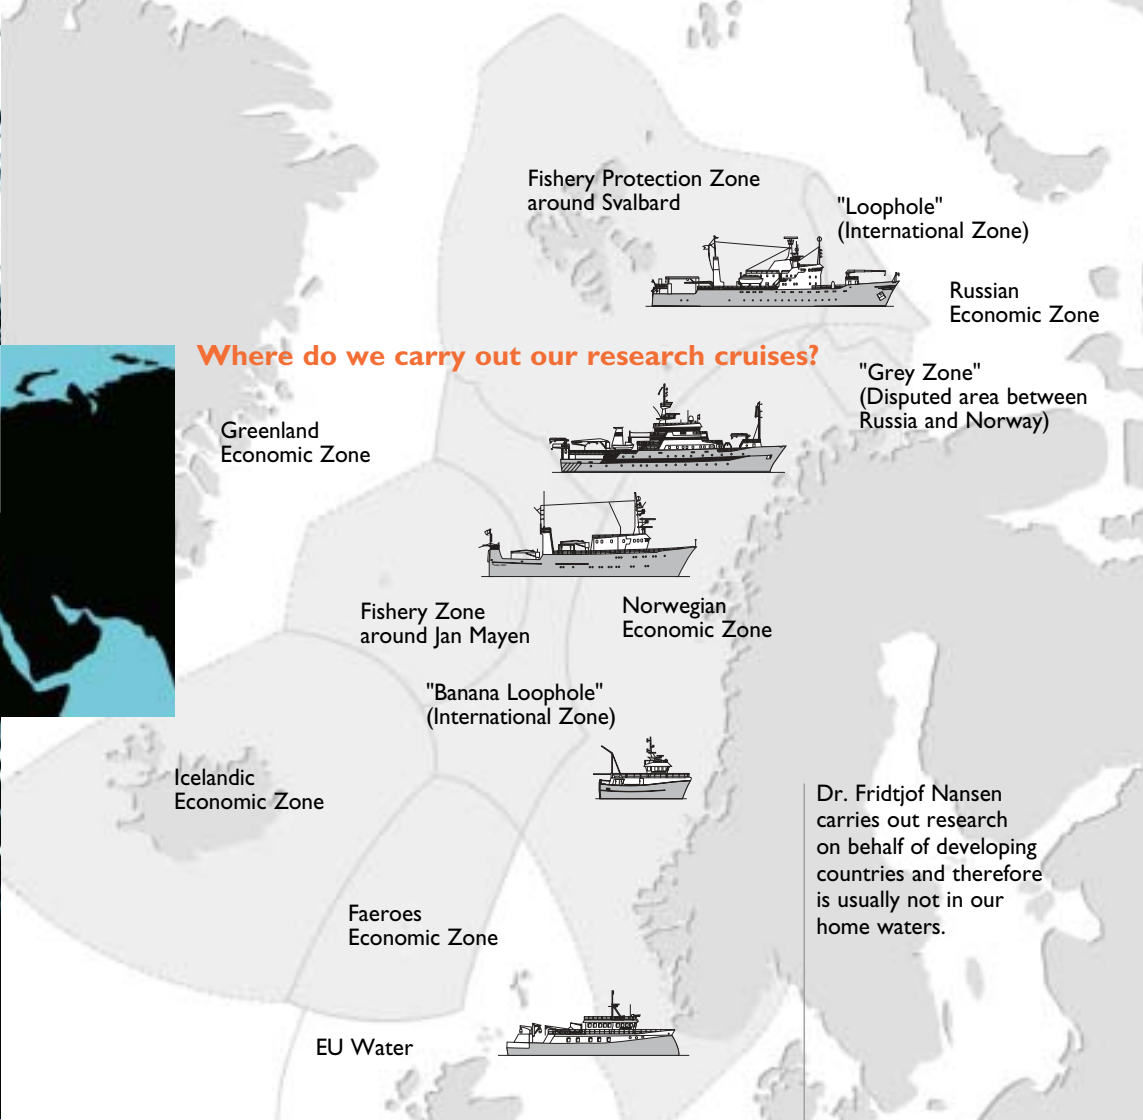 Fishery Protection Zone
around Svalbard
"Loophole"
(International Zone)
Russian
Economic Zone
Where do we carry out our research cruises?
"Grey Zone"
(Disputed area between
Russia and Norway)
Greenland
Economic Zone
Fishery Zone
around Jan Mayen
Norwegian
Economic Zone
"Banana Loophole"
(International Zone)
Icelandic
Economic Zone
Dr. Fridtjof Nansen
carries out research
on behalf of developing
countries and therefore
is usually not in our
home waters.
Faeroes
Economic Zone
EU Water